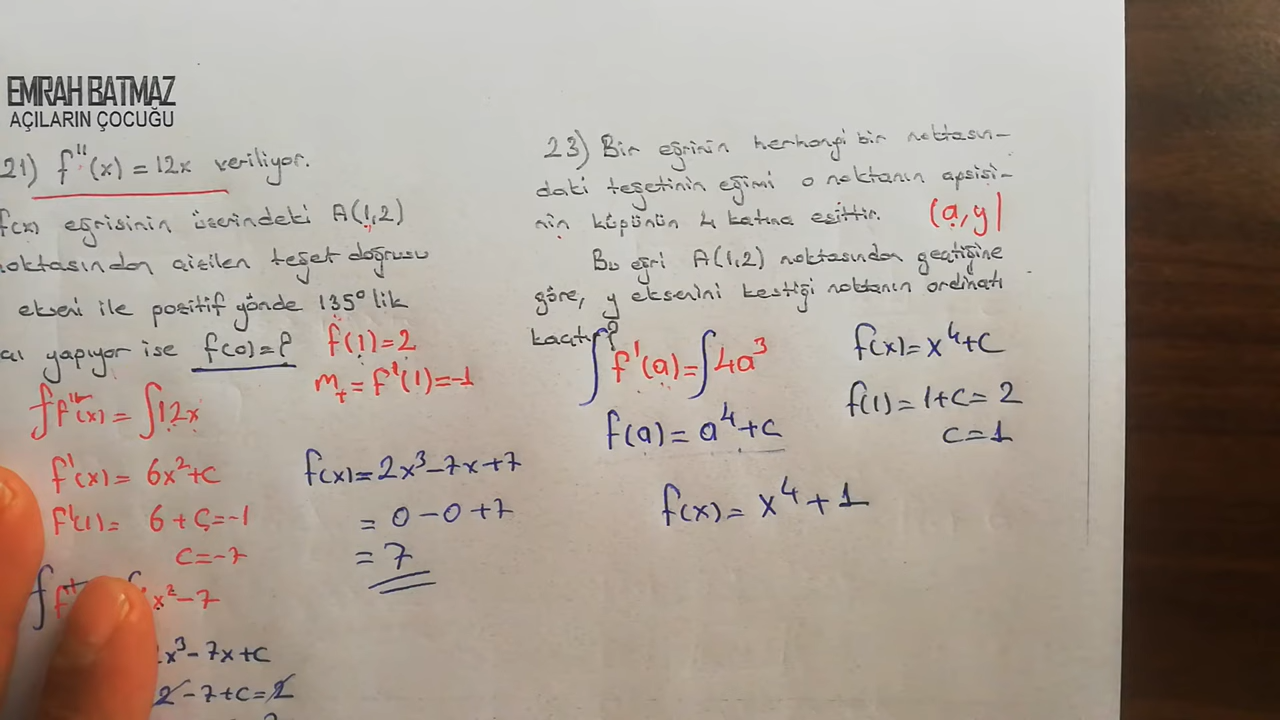 EMRAH BATMAZ
AÇILARIN ÇOCUĞU
21) f''(x) = 12x veriliyor.
f(x) eğrisinin üzerindeki A(1,2)
noktasından çizilen teğet doğrusu
ekseni ile pozitif yönde 135° lik
açı yapıyor ise f(0)=?
f(1)=2
m_t = f'(1) = -1
∫f''(x) = ∫12x
f'(x) = 6x²+c
f'(1) = 6 + c = -1
c = -7
x²-7
x³-7x+c
2-7+c=2
f(x) = 2x³-7x+7
= 0-0+7
= 7
23) Bir eğrinin herhangi bir noktasın-
daki teğetinin eğimi o noktanın apsisi-
nin küpünün 4 katına eşittir. (a,y)
Bu eğri A(1,2) noktasından geçtiğine
göre, y eksenini kestiği noktanın ordinatı
kaçtır?
∫f'(a) = ∫4a³
f(a) = a⁴+c
f(x) = x⁴+c
f(1) = 1+c = 2
c = 1
f(x) = x⁴+1